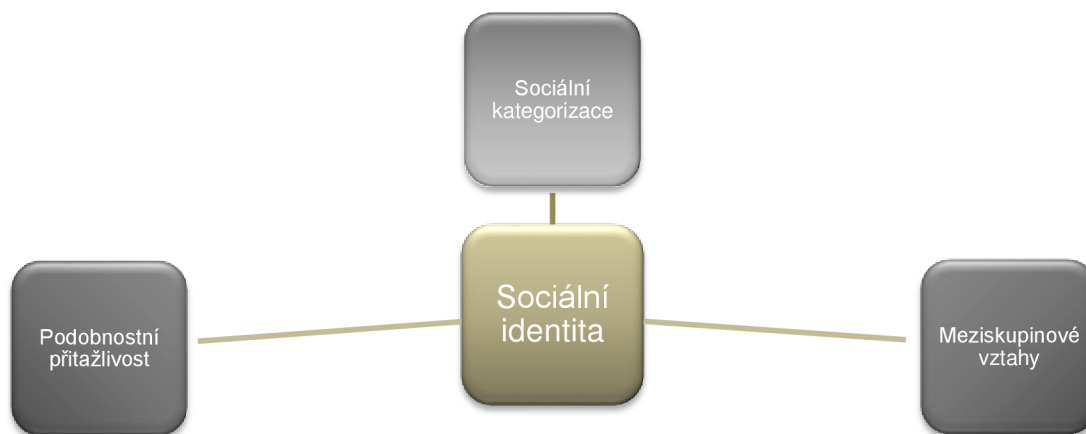 Sociální
kategorizace
Sociální
identita
Podobnostní
přitažlivost
Meziskupinové
vztahy